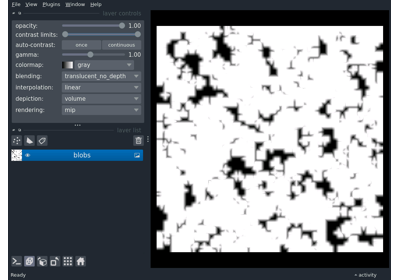 File View Plugins Window Help
layer controls
opacity: 1.00
contrast limits:
auto-contrast: once continuous
gamma: 1.00
colormap: gray
blending: translucent_no_depth
interpolation: linear
depiction: volume
rendering: mip
layer list
blobs
Ready
activity